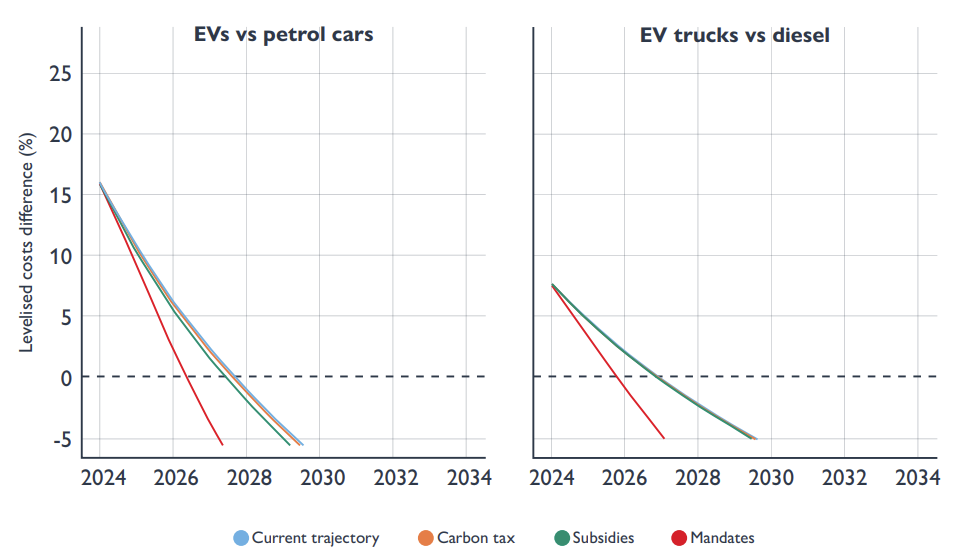 EVs vs petrol cars
EV trucks vs diesel
Levelised costs difference (%)
25
20
15
10
5
0
-5
2024 2026 2028 2030 2032 2034
2024 2026 2028 2030 2032 2034
Current trajectory Carbon tax Subsidies Mandates